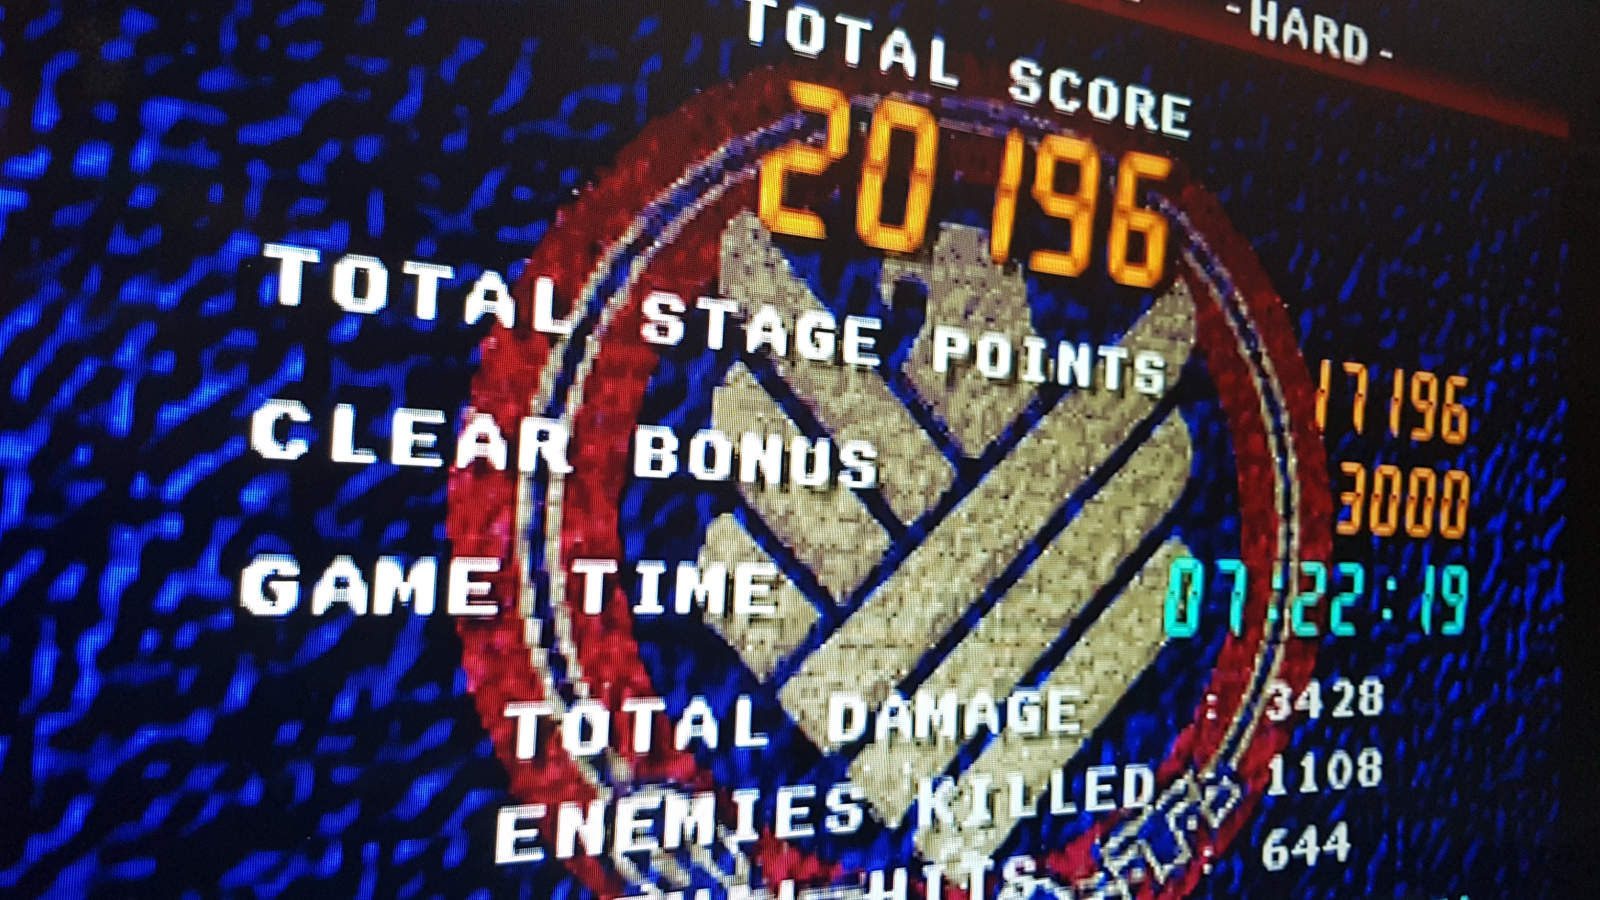 -HARD-
TOTAL SCORE
20196
TOTAL STAGE POINTS 17196
CLEAR BONUS 3000
GAME TIME 07:22:19
TOTAL DAMAGE : 3428
ENEMIES KILLED : 1108
HITS : 644